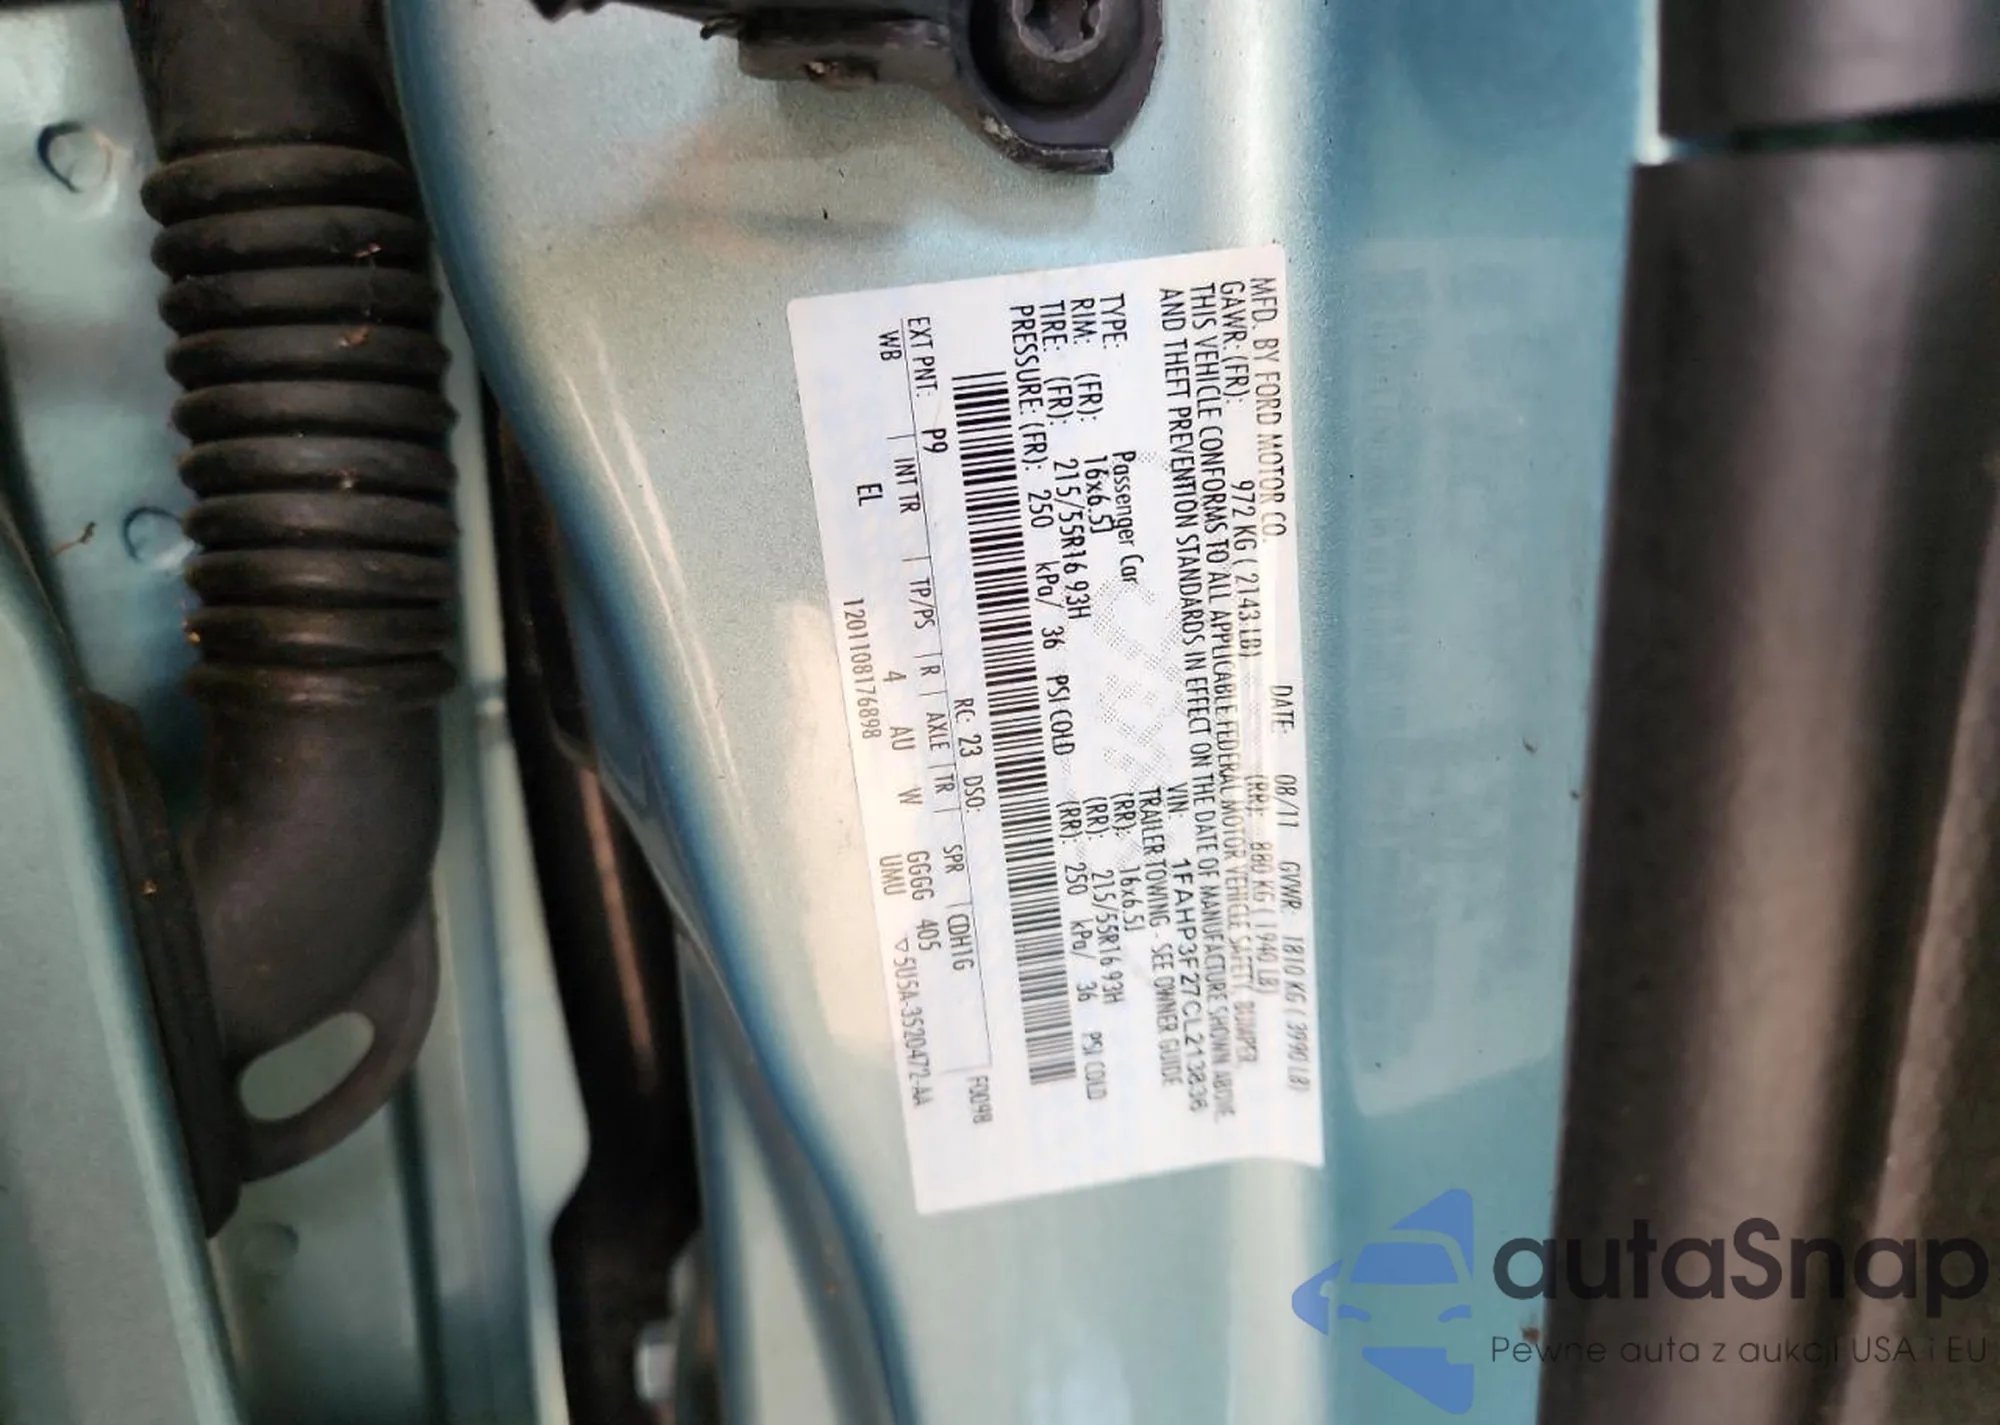 MFD. BY FORD MOTOR CO. DATE: 08/11 GVWR: 1810 KG ( 3990 LB)
GAWR: (FR): 972 KG ( 2143 LB) (RR): 880 KG ( 1940 LB)
THIS VEHICLE CONFORMS TO ALL APPLICABLE FEDERAL MOTOR VEHICLE SAFETY, BUMPER,
AND THEFT PREVENTION STANDARDS IN EFFECT ON THE DATE OF MANUFACTURE SHOWN ABOVE.
VIN: 1FAHP3F27CL213836
TYPE: Passenger Car TRAILER TOWING - SEE OWNER GUIDE
RIM: (FR): 16x6.5J (RR): 16x6.5J
TIRE: (FR): 215/55R16 93H (RR): 215/55R16 93H
PRESSURE: (FR): 250 kPa/ 36 PSI COLD (RR): 250 kPa/ 36 PSI COLD
RC: 23 DSO: F0098
EXT PNT: P9
WB INT TR TP/PS R AXLE TR SPR CDH1G
EL 4 AU W GGGG 405
UMU ▽5U5A-3520472-AA
1201108176898
autaSnap
Pewne auta z aukcji USA i EU